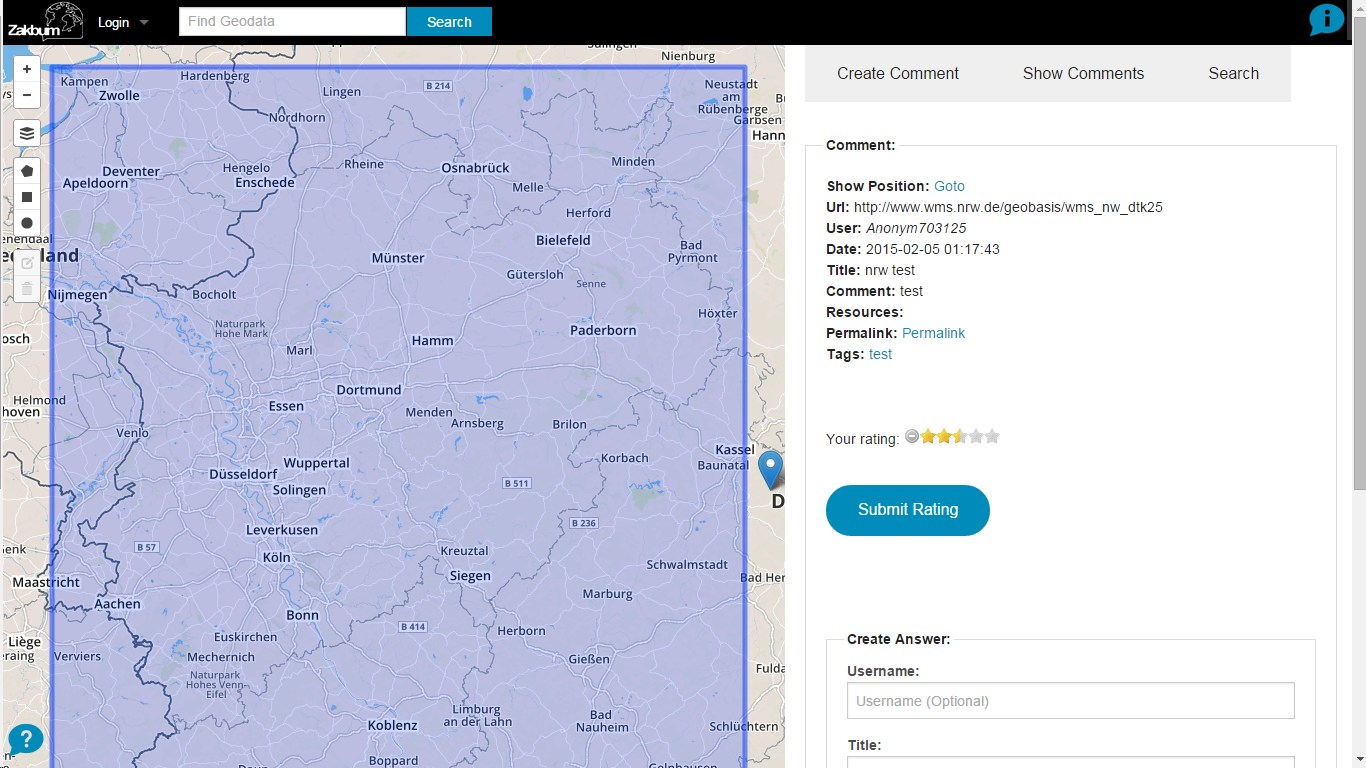 Zakbum
Login
Find Geodata
Search
+
−
Salingen
Nienburg
Kampen
Hardenberg
Zwolle
Lingen
B 214
Neustadt
am
Rübenberge
Garbsen
Nordhorn
Hann
Deventer
Apeldoorn
Hengelo
Enschede
Rheine
Osnabrück
Minden
Melle
Herford
Bielefeld
Bad
Pyrmont
Münster
Gütersloh
Senne
Nijmegen
Bocholt
Höxter
Naturpark
Hohe Mark
Paderborn
Hamm
Marl
Dortmund
Essen
Helmond
hoven
Menden
Arnsberg
Brilon
Venlo
Kassel
Baunatal
Korbach
Wuppertal
Düsseldorf
Solingen
B 511
D
B 236
Leverkusen
B 57
Köln
Kreuztal
Siegen
Schwalmstadt
Bad Her
Maastricht
Aachen
Marburg
Bonn
B 414
Herborn
Euskirchen
Liège
eraing
Verviers
Mechernich
Gießen
Fulda
Naturpark
Hohes Venn-
Eifel
Limburg
an der Lahn
Koblenz
Bad
Nauheim
Schlüchtern
Boppard
Gelnhausen
?
Create Comment
Show Comments
Search
Comment:
Show Position: Goto
Url: http://www.wms.nrw.de/geobasis/wms_nw_dtk25
User: Anonym703125
Date: 2015-02-05 01:17:43
Title: nrw test
Comment: test
Resources:
Permalink: Permalink
Tags: test
Your rating:
Submit Rating
Create Answer:
Username:
Username (Optional)
Title: